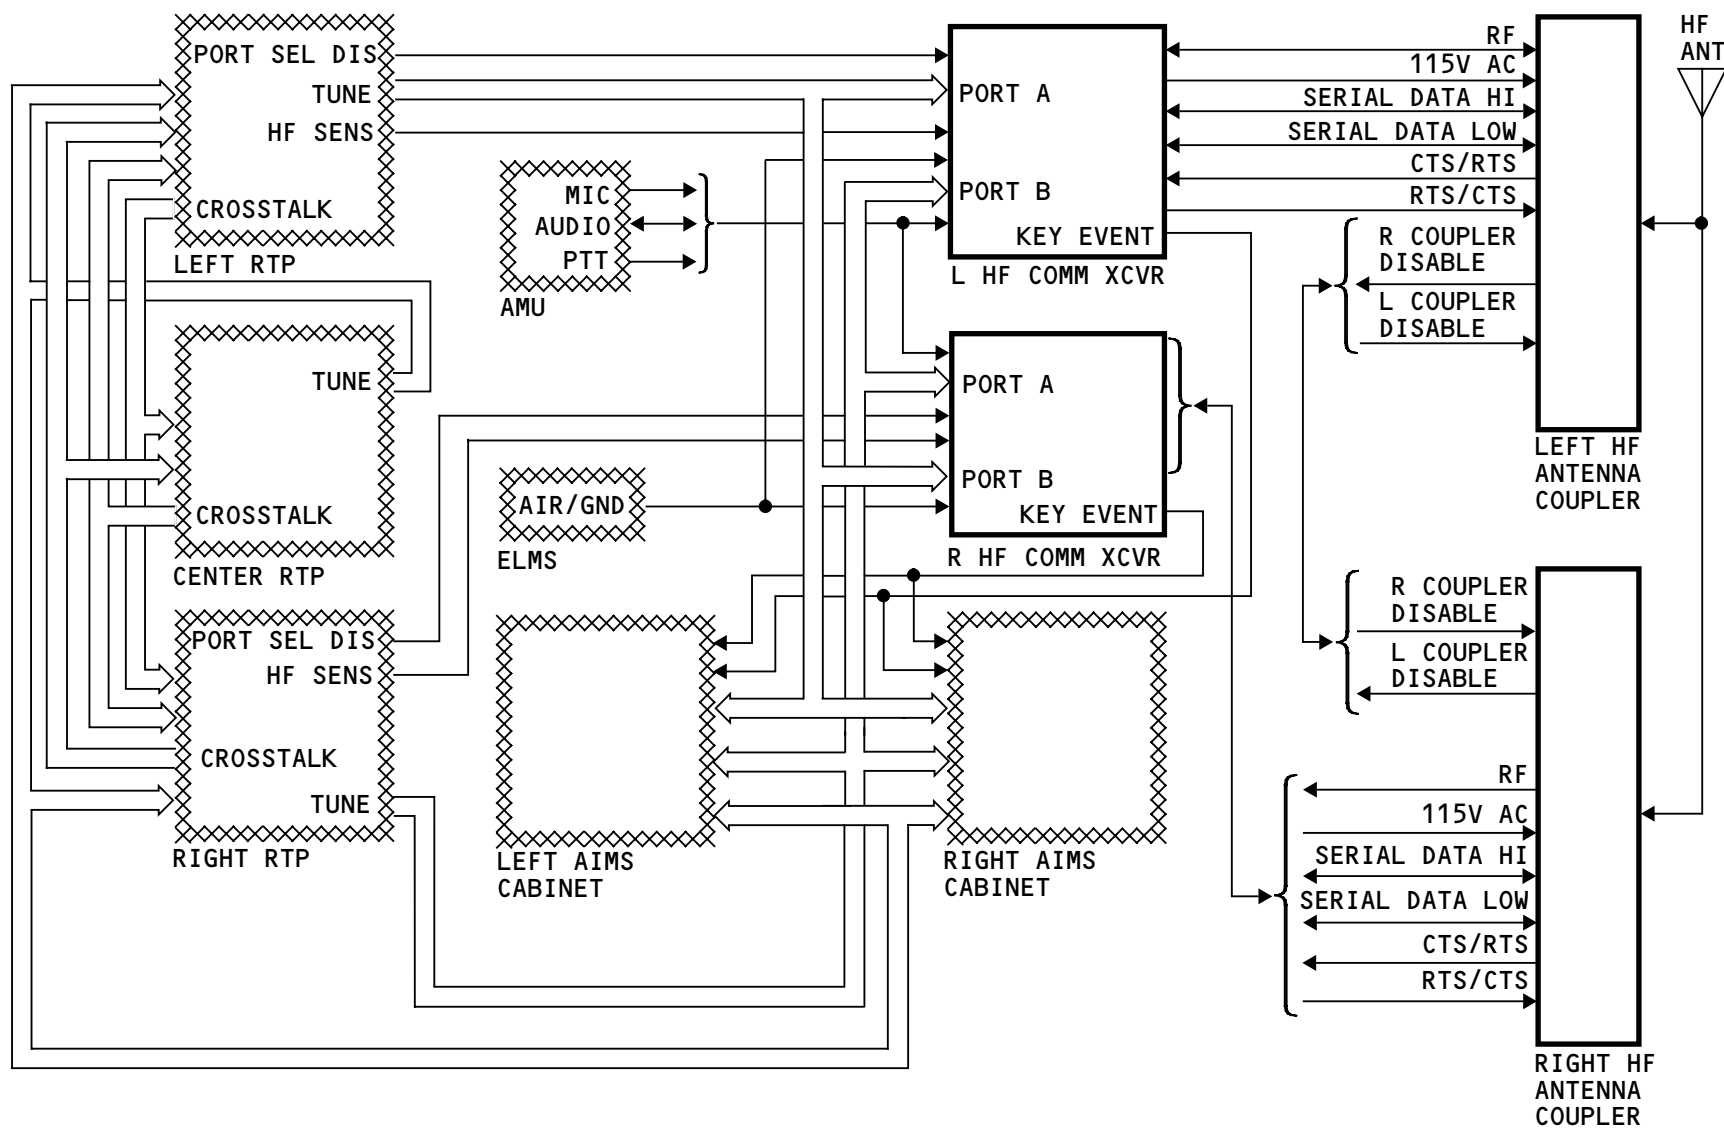 PORT SEL DIS
TUNE
HF SENS
CROSSTALK
LEFT RTP
TUNE
CROSSTALK
CENTER RTP
PORT SEL DIS
HF SENS
CROSSTALK
TUNE
RIGHT RTP
MIC
AUDIO
PTT
AMU
AIR/GND
ELMS
LEFT AIMS
CABINET
PORT A
PORT B
KEY EVENT
L HF COMM XCVR
PORT A
PORT B
KEY EVENT
R HF COMM XCVR
RIGHT AIMS
CABINET
RF
115V AC
SERIAL DATA HI
SERIAL DATA LOW
CTS/RTS
RTS/CTS
R COUPLER
DISABLE
L COUPLER
DISABLE
HF
ANT
LEFT HF
ANTENNA
COUPLER
R COUPLER
DISABLE
L COUPLER
DISABLE
RF
115V AC
SERIAL DATA HI
SERIAL DATA LOW
CTS/RTS
RTS/CTS
RIGHT HF
ANTENNA
COUPLER